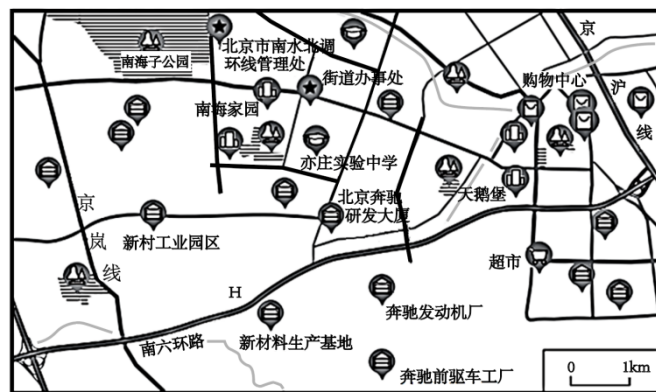 北京市南水北调
环线管理处
南海子公园
街道办事处
购物中心
京
沪
线
南海家园
亦庄实验中学
天鹅堡
北京奔驰
研发大厦
京
岚
线
新村工业园区
超市
H
奔驰发动机厂
新材料生产基地
南六环路
奔驰前驱车工厂
0 1km